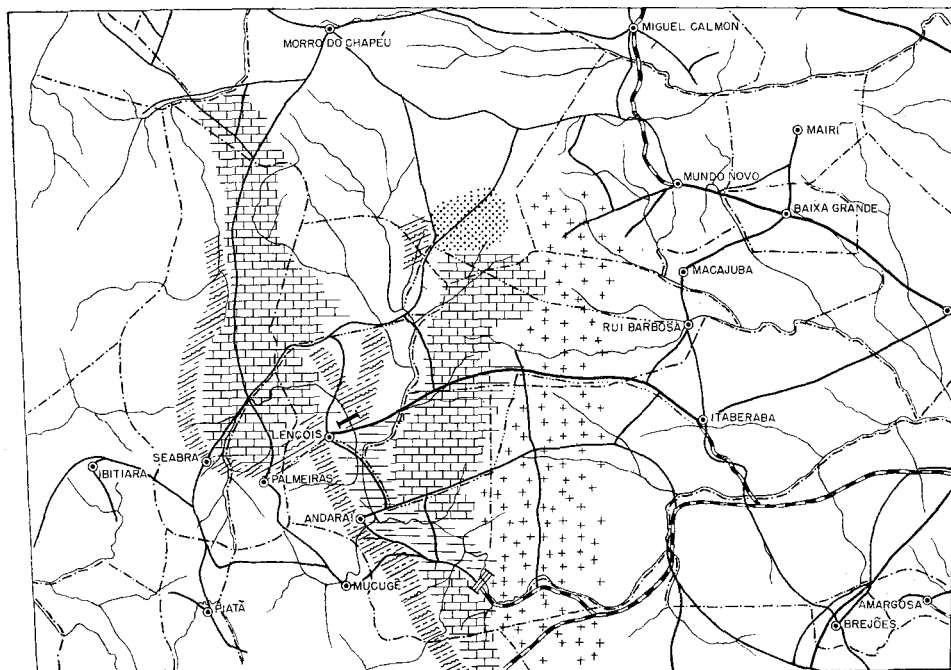 MORRO DO CHAPÉU
MIGUEL CALMON
MAIRI
MUNDO NOVO
BAIXA GRANDE
MACAJUBA
RUI BARBOSA
ITABERABA
LENÇÓIS
SEABRA
IBITIARA
PALMEIRAS
ANDARAÍ
MUCUGÊ
PIATÃ
AMARGOSA
BREJÕES